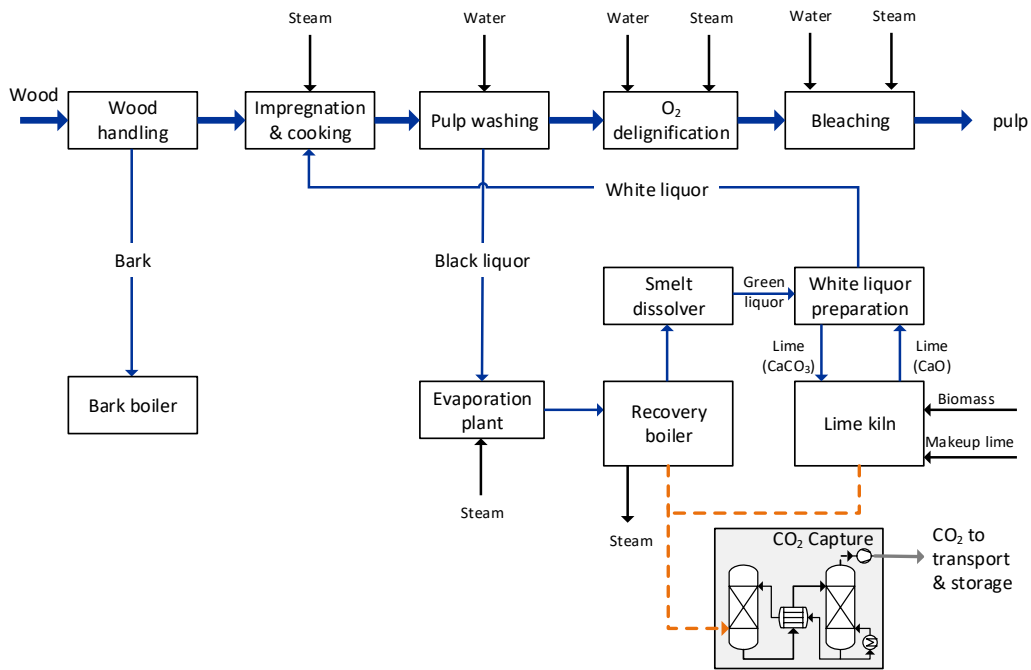 Steam
Water
Water
Steam
Water
Steam
Wood
Wood
handling
Impregnation
& cooking
Pulp washing
O₂
delignification
Bleaching
pulp
White liquor
Bark
Black liquor
Smelt
dissolver
Green
liquor
White liquor
preparation
Lime
(CaCO₃)
Lime
(CaO)
Bark boiler
Evaporation
plant
Recovery
boiler
Lime kiln
Biomass
Makeup lime
Steam
Steam
CO₂ Capture
CO₂ to
transport
& storage
M